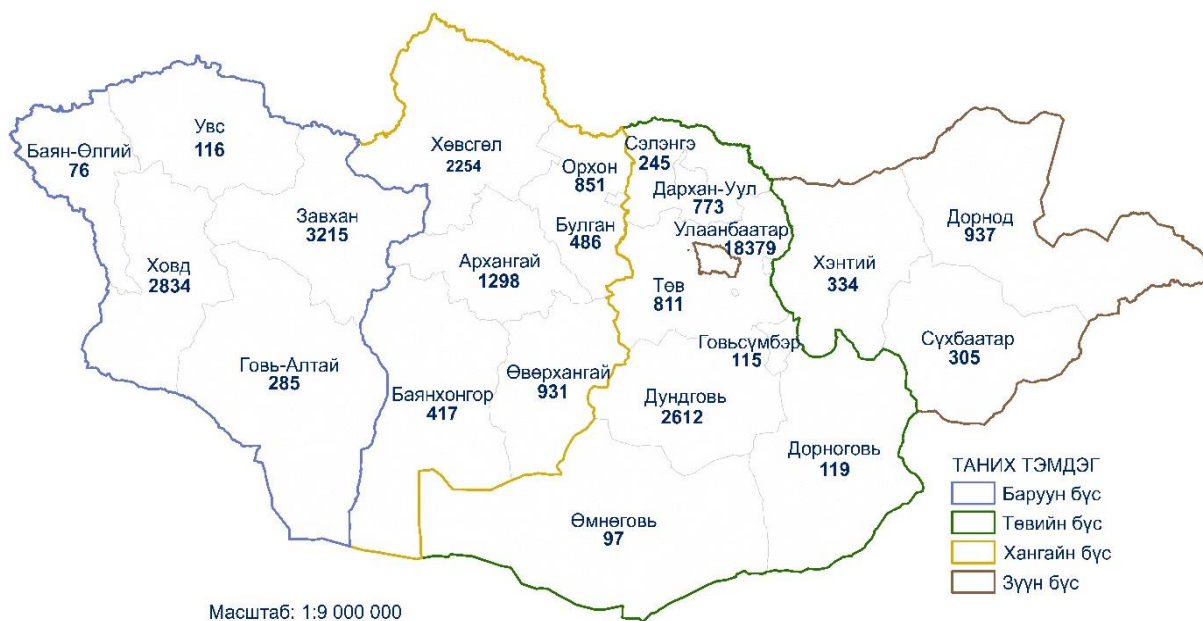 Увс
116
Баян-Өлгий
76
Хөвсгөл
2254
Сэлэнгэ
245
Орхон
851
Дархан-Уул
773
Завхан
3215
Булган
486
Улаанбаатар
18379
Дорнод
937
Ховд
2834
Архангай
1298
Төв
811
Хэнтий
334
Говьсүмбэр
115
Сүхбаатар
305
Говь-Алтай
285
Баянхонгор
417
Өвөрхангай
931
Дундговь
2612
Дорноговь
119
Өмнөговь
97
ТАНИХ ТЭМДЭГ
Баруун бүс
Төвийн бүс
Хангайн бүс
Зүүн бүс
Масштаб: 1:9 000 000